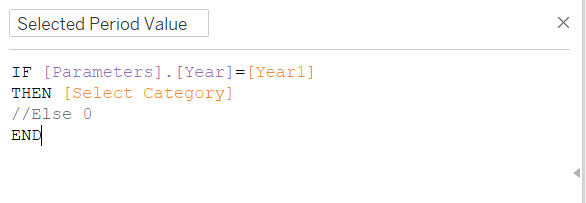 Selected Period Value
IF [Parameters].[Year]=[Year1]
THEN [Select Category]
//Else 0
END